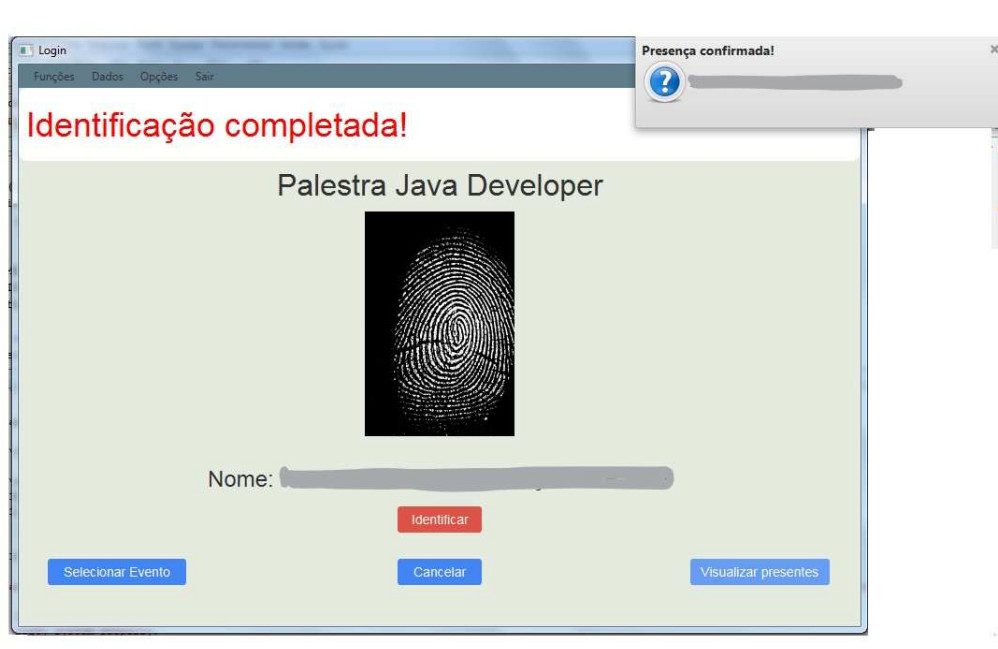 Login
Presença confirmada!
Funções Dados Opções Sair
Identificação completada!
Palestra Java Developer
Nome:
Identificar
Selecionar Evento Cancelar Visualizar presentes